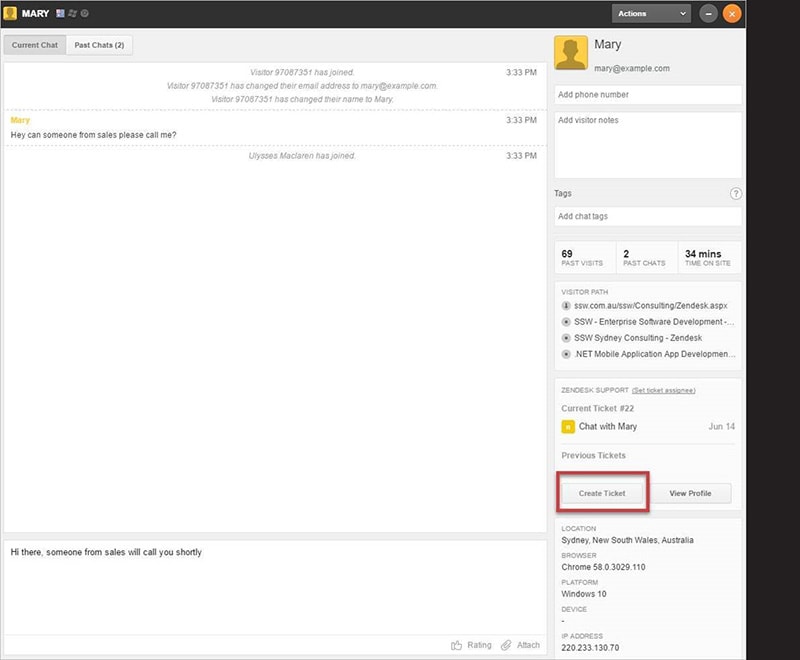 MARY
Actions
Current Chat
Past Chats (2)
Visitor 97087351 has joined.
3:33 PM
Visitor 97087351 has changed their email address to mary@example.com.
Visitor 97087351 has changed their name to Mary.
Mary
3:33 PM
Hey can someone from sales please call me?
Ulysses Maclaren has joined.
3:33 PM
Hi there, someone from sales will call you shortly
Rating
Attach
Mary
mary@example.com
Add phone number
Add visitor notes
Tags
?
Add chat tags
69
PAST VISITS
2
PAST CHATS
34 mins
TIME ON SITE
VISITOR PATH
ssw.com.au/ssw/Consulting/Zendesk.aspx
SSW - Enterprise Software Development -...
SSW Sydney Consulting - Zendesk
.NET Mobile Application App Developmen...
ZENDESK SUPPORT (Set ticket assignee)
Current Ticket #22
n Chat with Mary
Jun 14
Previous Tickets
Create Ticket
View Profile
LOCATION
Sydney, New South Wales, Australia
BROWSER
Chrome 58.0.3029.110
PLATFORM
Windows 10
DEVICE
-
IP ADDRESS
220.233.130.70